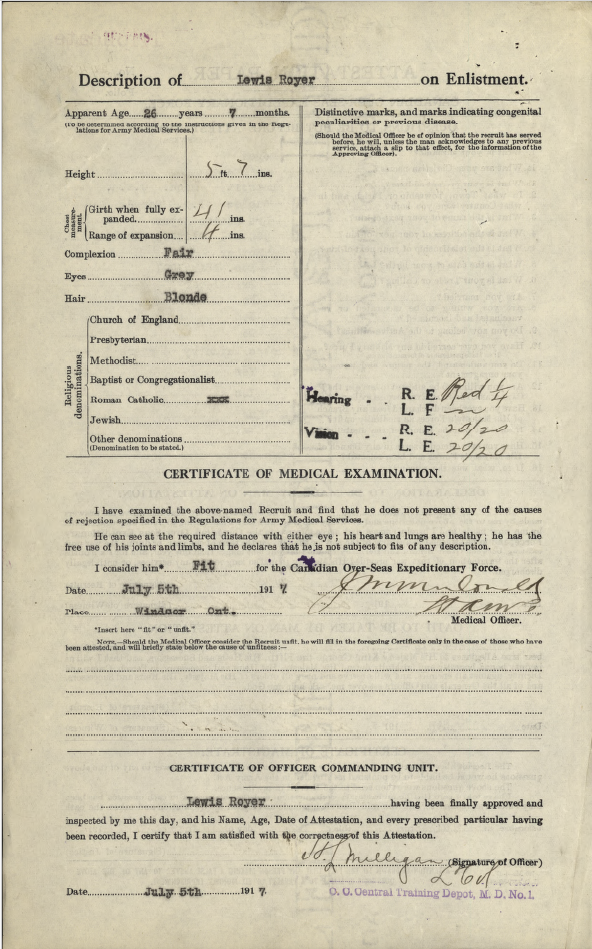 Description of Lewis Royer on Enlistment.
Apparent Age 26 years 7 months.
(To be determined according to the instructions given in the Regu-
lations for Army Medical Services.)
Height 5 ft 7 ins.
Chest measure-ment.
Girth when fully ex-
panded 41 ins.
Range of expansion 4 ins.
Complexion Fair
Eyes Grey
Hair Blonde
Religious denominations.
Church of England
Presbyterian
Methodist
Baptist or Congregationalist
Roman Catholic xxx
Jewish
Other denominations
(Denomination to be stated.)
Distinctive marks, and marks indicating congenital
peculiarities or previous disease.
(Should the Medical Officer be of opinion that the recruit has served
before, he will, unless the man acknowledges to any previous
service, attach a slip to that effect, for the information of the
Approving Officer).
Hearing - - R. E.
L. F
Vision - - - R. E. 20/20
L. E. 20/20
CERTIFICATE OF MEDICAL EXAMINATION.
I have examined the above-named Recruit and find that he does not present any of the causes
of rejection specified in the Regulations for Army Medical Services.
He can see at the required distance with either eye ; his heart and lungs are healthy ; he has the
free use of his joints and limbs, and he declares that he is not subject to fits of any description.
I consider him* Fit for the Canadian Over-Seas Expeditionary Force.
Date July 5th 1917
Place Windsor Ont.
Medical Officer.
*Insert here "fit" or "unfit."
NOTE.—Should the Medical Officer consider the Recruit unfit, he will fill in the foregoing Certificate only in the case of those who have
been attested, and will briefly state below the cause of unfitness :—
CERTIFICATE OF OFFICER COMMANDING UNIT.
Lewis Royer having been finally approved and
inspected by me this day, and his Name, Age, Date of Attestation, and every prescribed particular having
been recorded, I certify that I am satisfied with the correctness of this Attestation.
Milligan (Signature of Officer)
Date July 5th 1917.
O. C. Central Training Depot, M. D. No. 1.